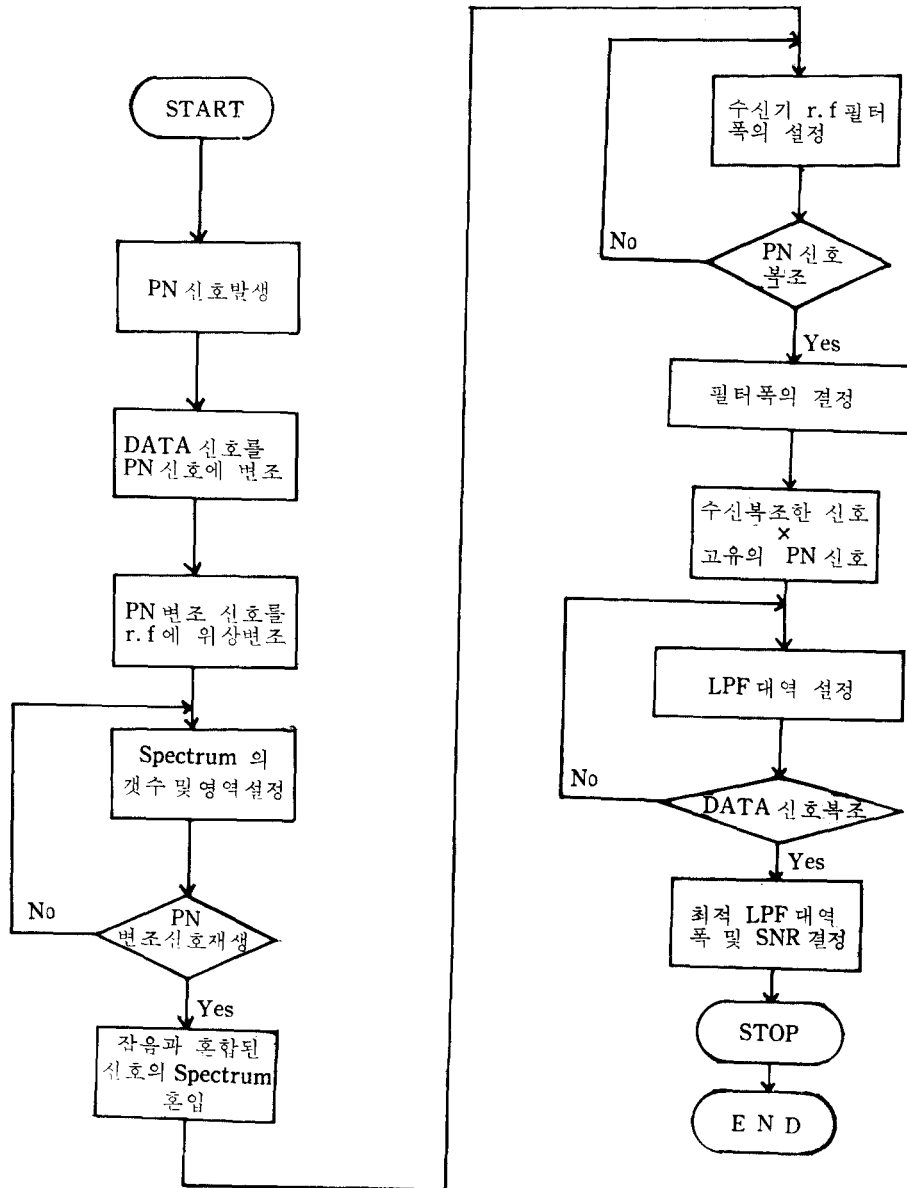 START
PN 신호발생
DATA 신호를
PN 신호에 변조
PN 변조 신호를
r.f에 위상변조
Spectrum 의
갯수 및 영역설정
No
PN
변조신호재생
Yes
잡음과 혼합된
신호의 Spectrum
혼입
수신기 r.f 필터
폭의 설정
No
PN 신호
복조
Yes
필터폭의 결정
수신복조한 신호
×
고유의 PN 신호
LPF 대역 설정
No
DATA 신호복조
Yes
최적 LPF 대역
폭 및 SNR 결정
STOP
E N D